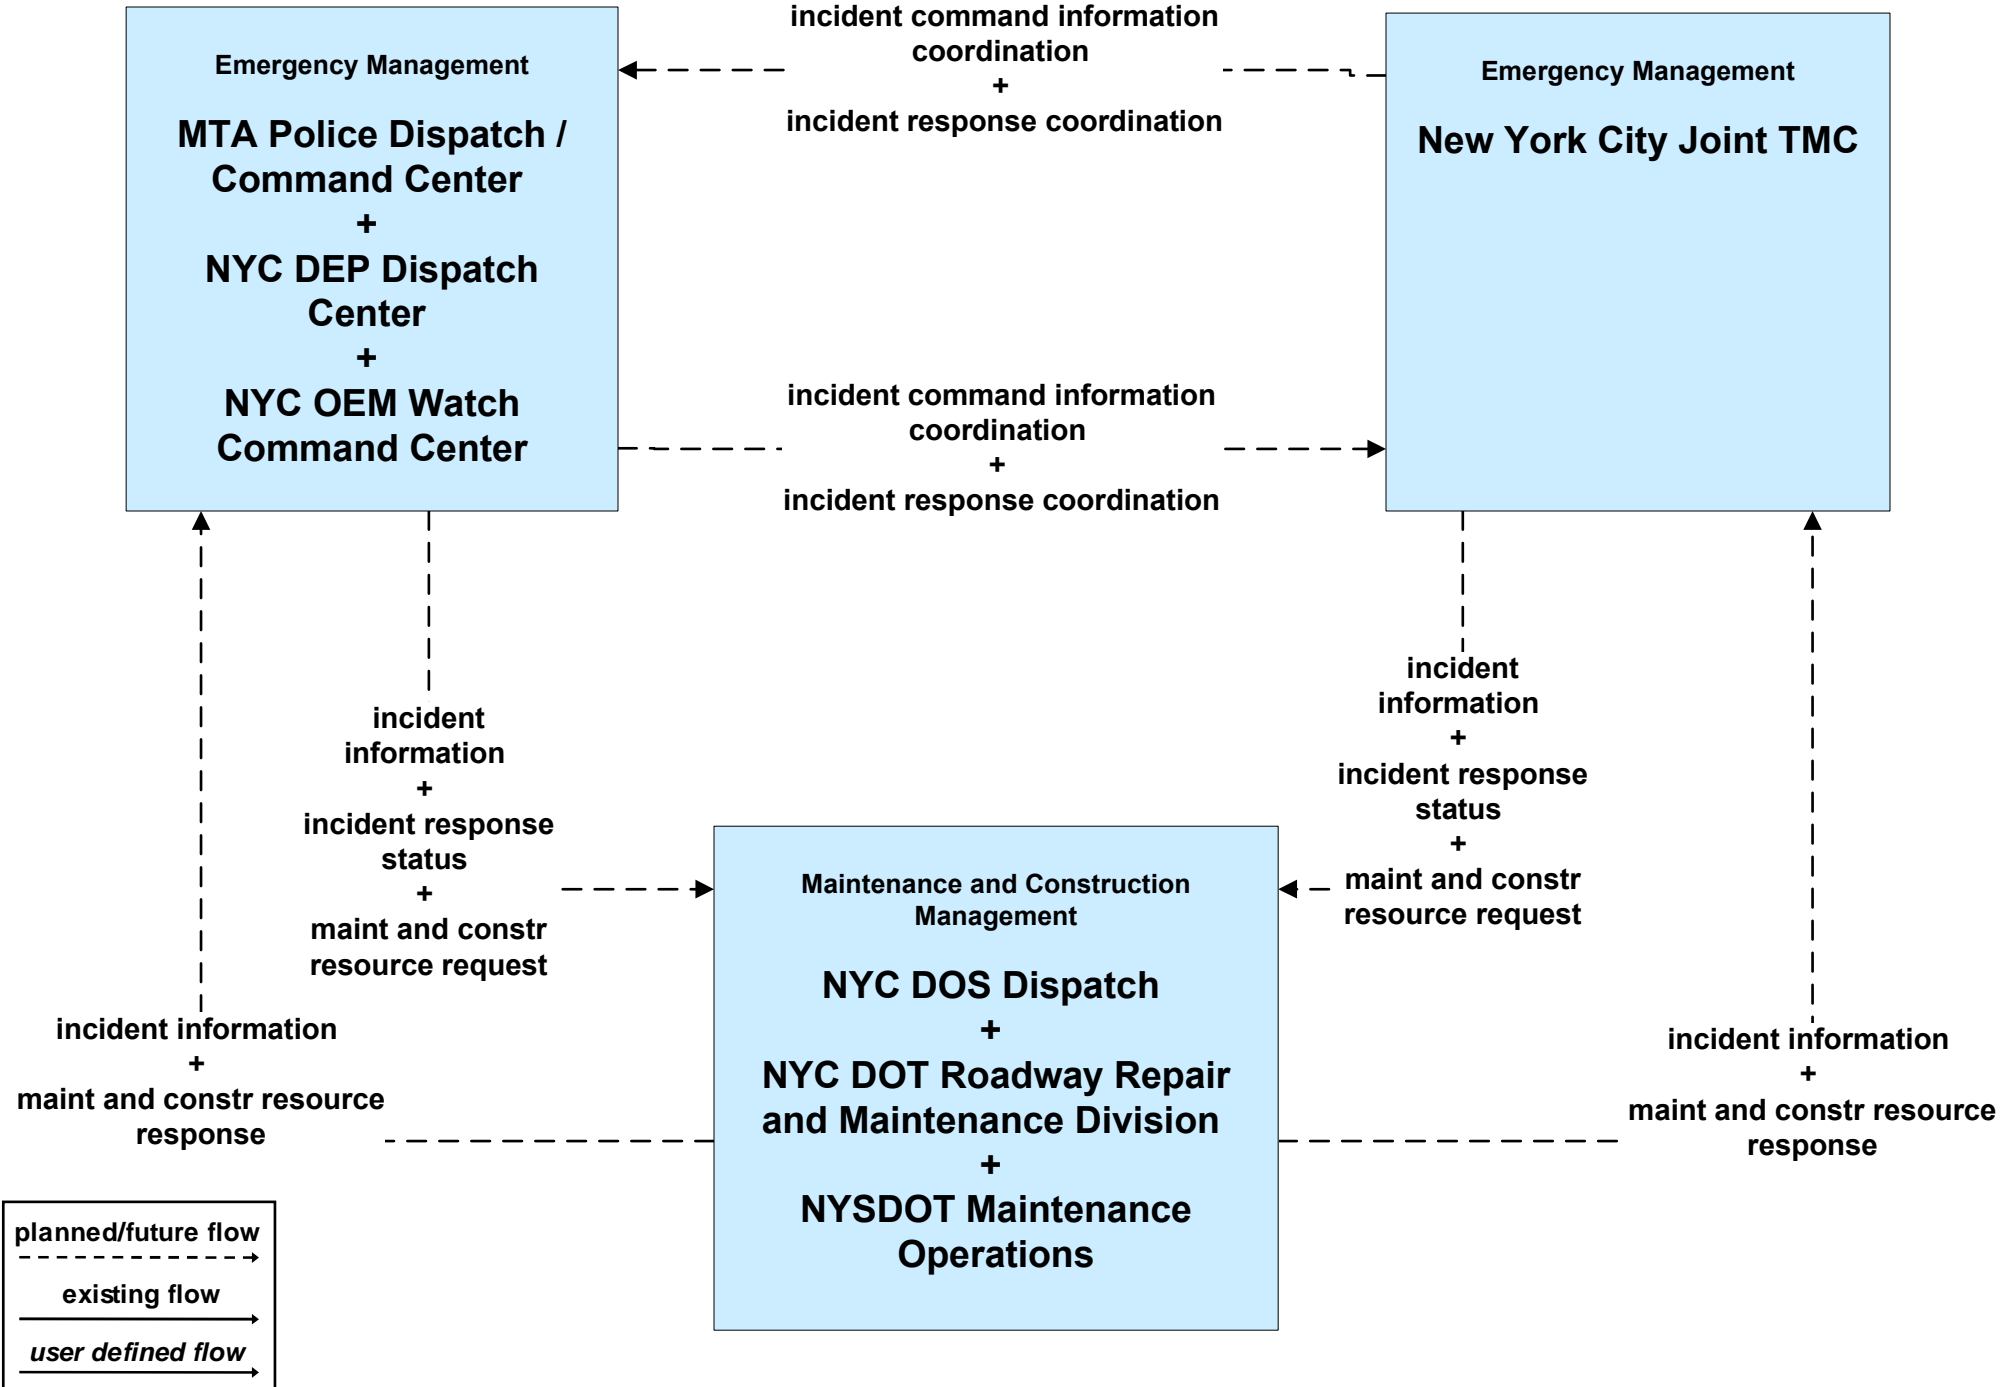 incident command information
coordination
+
incident response coordination
Emergency Management
MTA Police Dispatch /
Command Center
+
NYC DEP Dispatch
Center
+
NYC OEM Watch
Command Center
Emergency Management
New York City Joint TMC
incident command information
coordination
+
incident response coordination
incident
information
+
incident response
status
+
maint and constr
resource request
incident
information
+
incident response
status
+
maint and constr
resource request
Maintenance and Construction
Management
NYC DOS Dispatch
+
NYC DOT Roadway Repair
and Maintenance Division
+
NYSDOT Maintenance
Operations
incident information
+
maint and constr resource
response
incident information
+
maint and constr resource
response
planned/future flow
existing flow
user defined flow